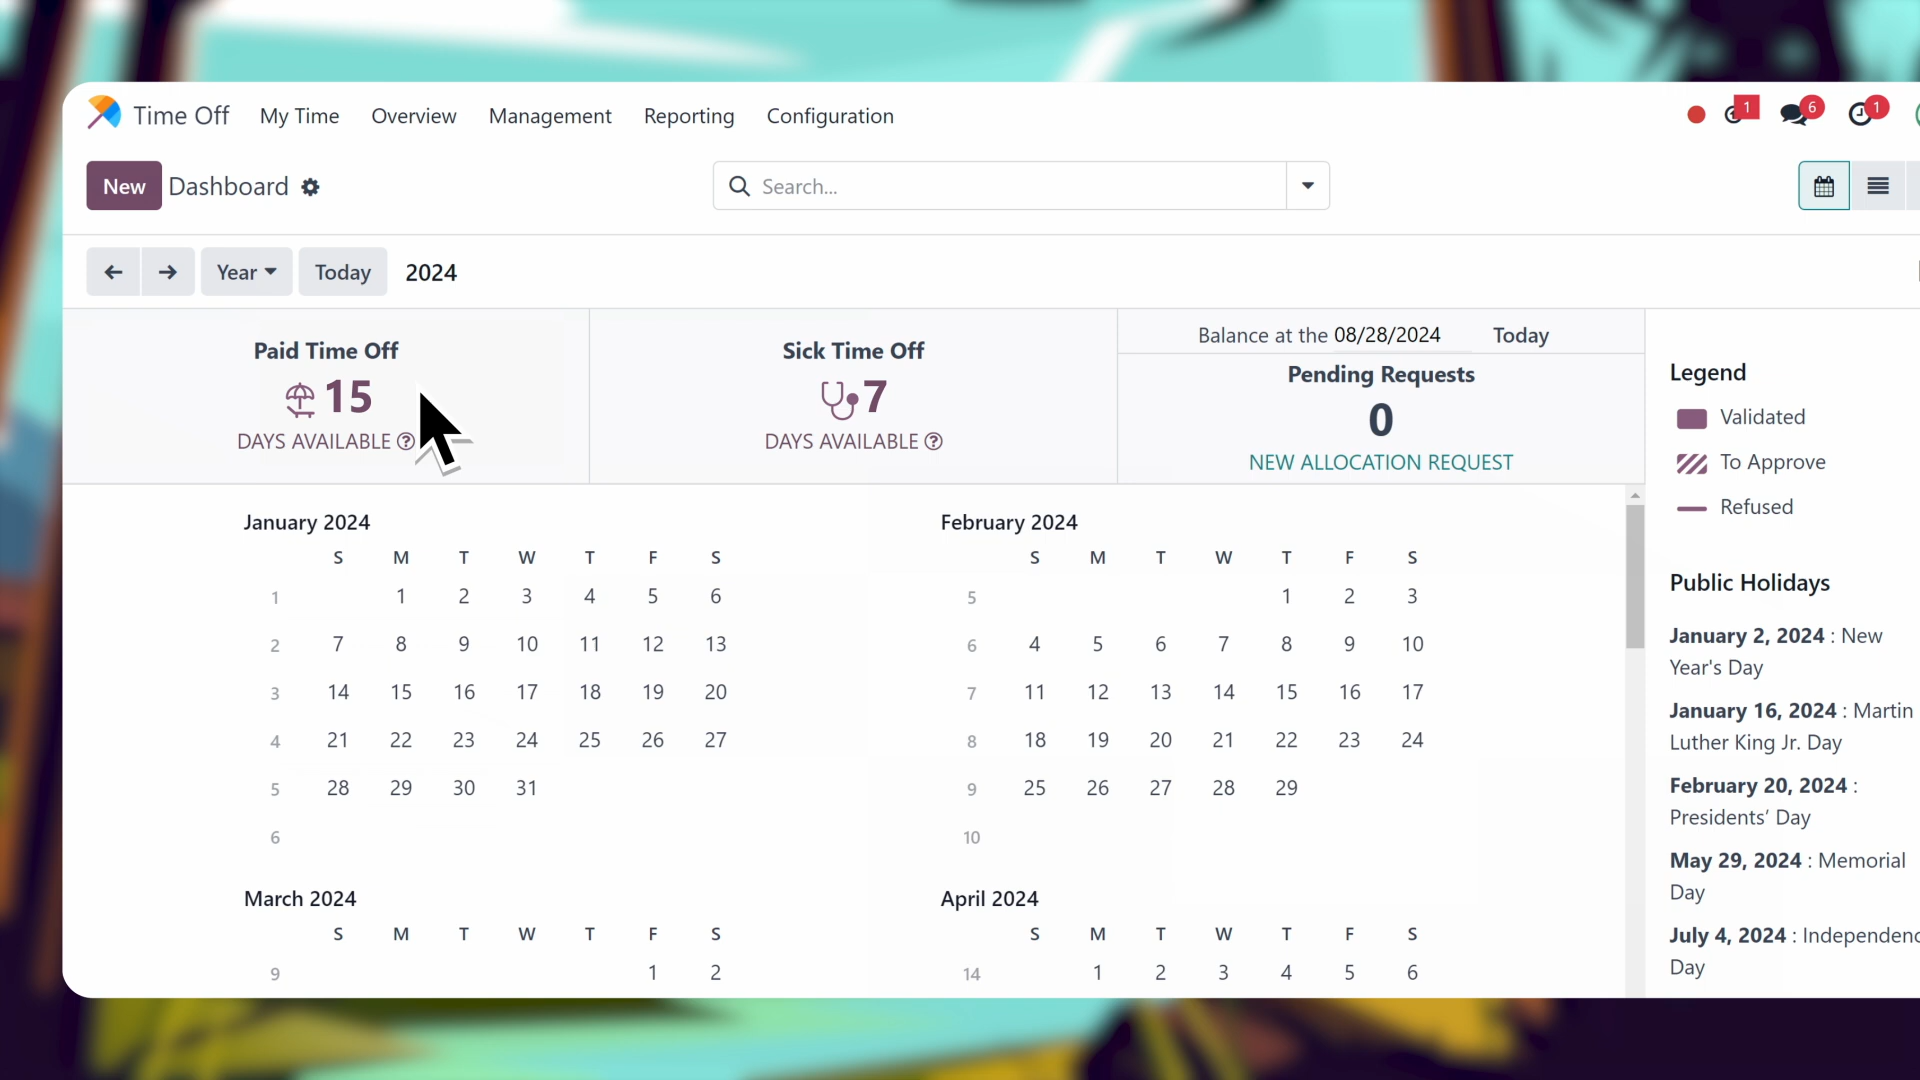 Time Off My Time Overview Management Reporting Configuration 1 6 1
New Dashboard Search...
Year Today 2024
Paid Time Off
15
DAYS AVAILABLE ?
Sick Time Off
7
DAYS AVAILABLE ?
Balance at the 08/28/2024 Today
Pending Requests
0
NEW ALLOCATION REQUEST
January 2024
S M T W T F S
1 1 2 3 4 5 6
2 7 8 9 10 11 12 13
3 14 15 16 17 18 19 20
4 21 22 23 24 25 26 27
5 28 29 30 31
6
February 2024
S M T W T F S
5 1 2 3
6 4 5 6 7 8 9 10
7 11 12 13 14 15 16 17
8 18 19 20 21 22 23 24
9 25 26 27 28 29
10
March 2024
S M T W T F S
9 1 2
April 2024
S M T W T F S
14 1 2 3 4 5 6
Legend
Validated
To Approve
Refused
Public Holidays
January 2, 2024 : New
Year's Day
January 16, 2024 : Martin
Luther King Jr. Day
February 20, 2024 :
Presidents’ Day
May 29, 2024 : Memorial
Day
July 4, 2024 : Independenc
Day